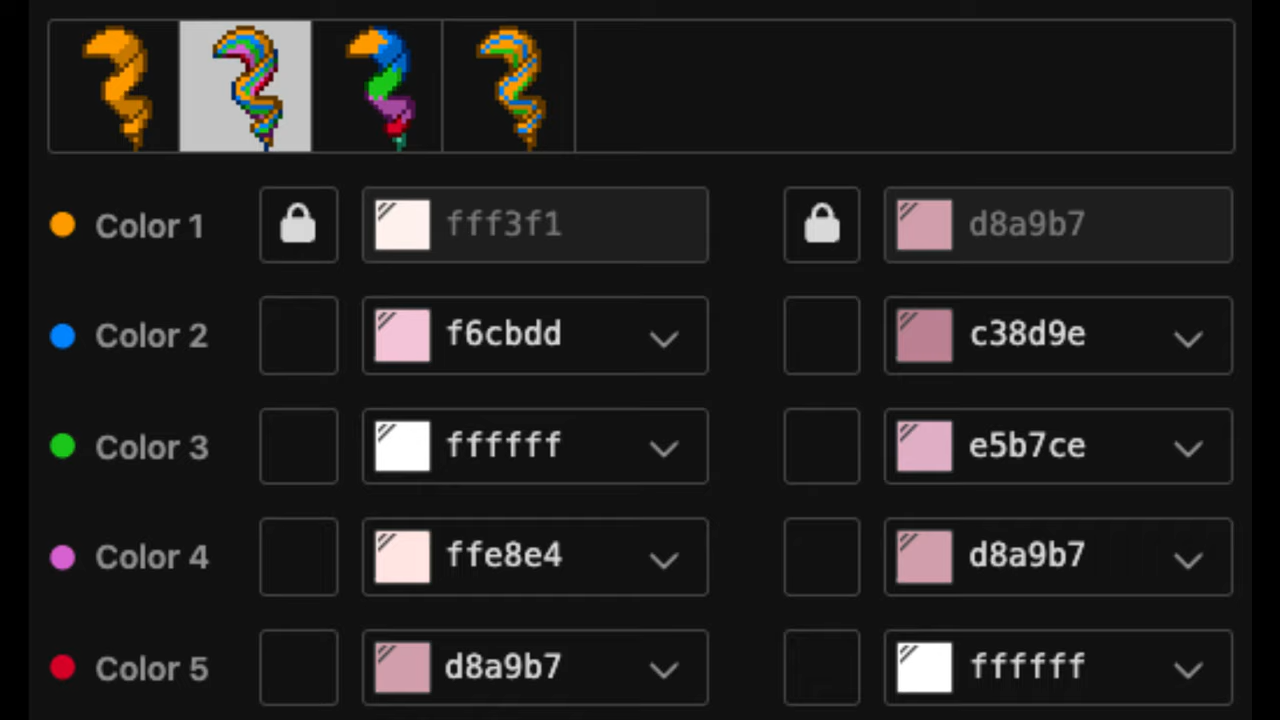 Color 1 fff3f1 d8a9b7
Color 2 f6cbdd c38d9e
Color 3 ffffff e5b7ce
Color 4 ffe8e4 d8a9b7
Color 5 d8a9b7 ffffff